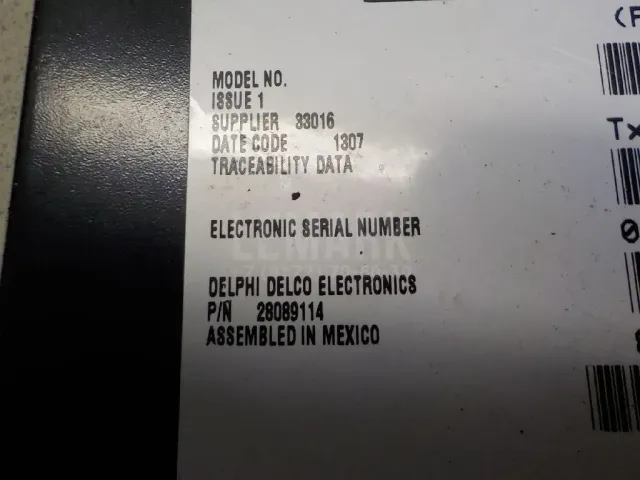 (F
MODEL NO.
ISSUE 1
SUPPLIER 33016
DATE CODE 1307
Tx
TRACEABILITY DATA
ELECTRONIC SERIAL NUMBER
0
DELPHI DELCO ELECTRONICS
P/N 28089114
ASSEMBLED IN MEXICO